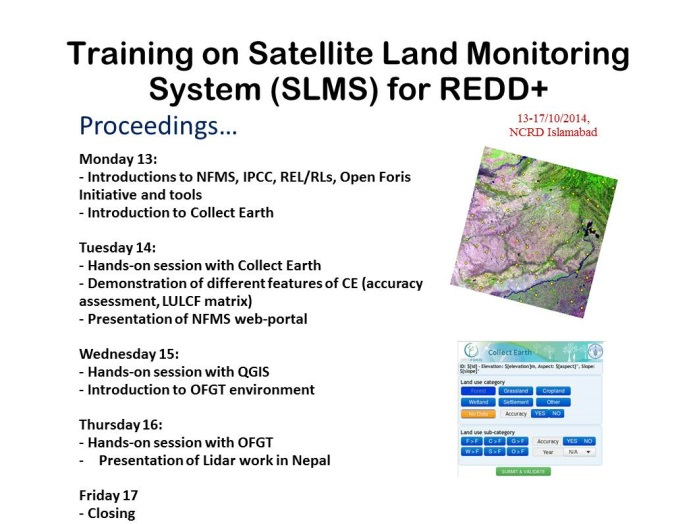 Training on Satellite Land Monitoring
System (SLMS) for REDD+
Proceedings...
13-17/10/2014,
NCRD Islamabad
Monday 13:
- Introductions to NFMS, IPCC, REL/RLs, Open Foris
Initiative and tools
- Introduction to Collect Earth
Tuesday 14:
- Hands-on session with Collect Earth
- Demonstration of different features of CE (accuracy
assessment, LULCF matrix)
- Presentation of NFMS web-portal
Wednesday 15:
- Hands-on session with QGIS
- Introduction to OFGT environment
Thursday 16:
- Hands-on session with OFGT
- Presentation of Lidar work in Nepal
Friday 17
- Closing
Collect Earth
ID: $[id] - Elevation: $[elevation]m, Aspect: $[aspect]°, Slope:
$[slope]°
Land use category
Forest Grassland Cropland
Wetland Settlement Other
No Data Accuracy YES NO
Land use sub-category
F>F C>F G>F Accuracy YES NO
W>F S>F O>F Year N/A
SUBMIT & VALIDATE